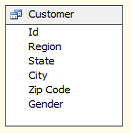 Customer
Id
Region
State
City
Zip Code
Gender